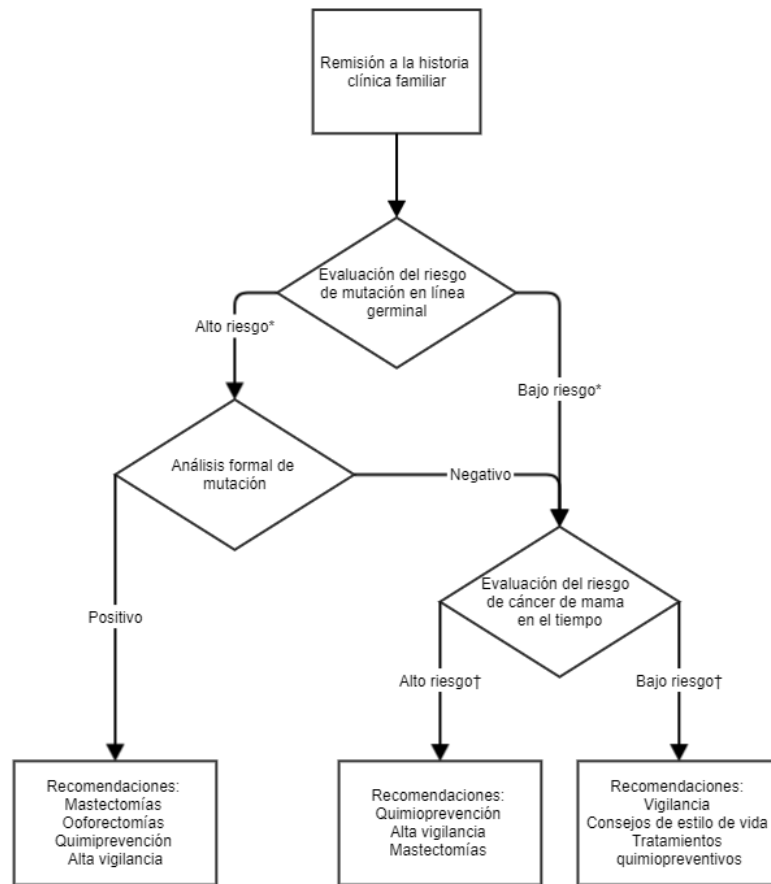 Remisión a la historia
clínica familiar
Evaluación del riesgo
de mutación en línea
germinal
Alto riesgo*
Bajo riesgo*
Análisis formal de
mutación
Negativo
Evaluación del riesgo
de cáncer de mama
en el tiempo
Positivo
Alto riesgo†
Bajo riesgo†
Recomendaciones:
Mastectomías
Ooforectomías
Quimiprevención
Alta vigilancia
Recomendaciones:
Quimioprevención
Alta vigilancia
Mastectomías
Recomendaciones:
Vigilancia
Consejos de estilo de vida
Tratamientos
quimiopreventivos